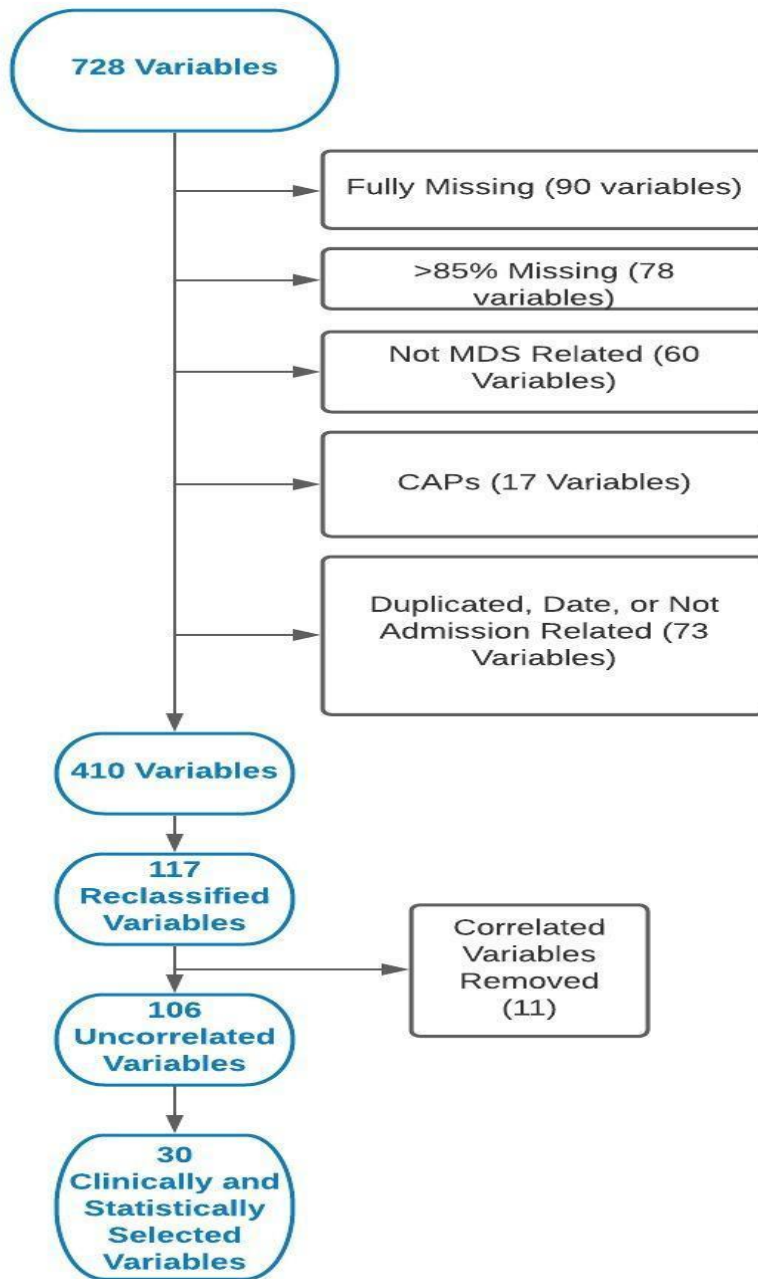 728 Variables
Fully Missing (90 variables)
>85% Missing (78
variables)
Not MDS Related (60
Variables)
CAPs (17 Variables)
Duplicated, Date, or Not
Admission Related (73
Variables)
410 Variables
117
Reclassified
Variables
Correlated
Variables
Removed
(11)
106
Uncorrelated
Variables
30
Clinically and
Statistically
Selected
Variables